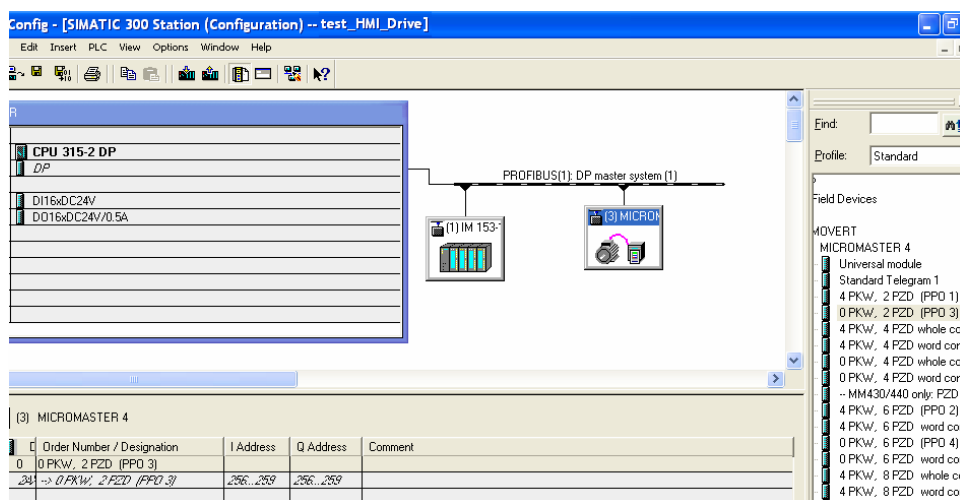 Config - [SIMATIC 300 Station (Configuration) -- test_HMI_Drive]
Edit Insert PLC View Options Window Help
R
CPU 315-2 DP
DP
DI16xDC24V
DO16xDC24V/0.5A
PROFIBUS(1): DP master system (1)
(1) IM 153-
(3) MICRON
Find:
Profile: Standard
Field Devices
MOVERT
MICROMASTER 4
Universal module
Standard Telegram 1
4 PKW, 2 PZD (PPO 1)
0 PKW, 2 PZD (PPO 3)
4 PKW, 4 PZD whole co
4 PKW, 4 PZD word con
0 PKW, 4 PZD whole co
0 PKW, 4 PZD word con
-- MM430/440 only: PZD
4 PKW, 6 PZD (PPO 2)
4 PKW, 6 PZD word co
0 PKW, 6 PZD (PPO 4)
0 PKW, 6 PZD word co
4 PKW, 8 PZD whole co
4 PKW, 8 PZD word co
(3) MICROMASTER 4
Order Number / Designation I Address Q Address Comment
0 0 PKW, 2 PZD (PPO 3)
--> 0 PKW, 2 PZD (PPO 3) 256...259 256...259